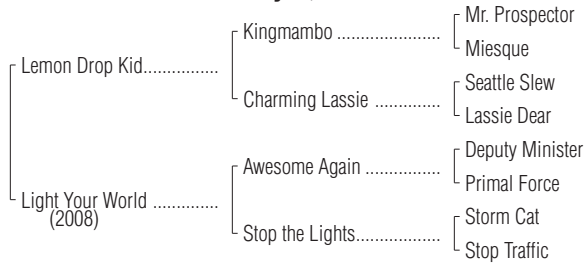 Mr. Prospector
Kingmambo ..................
Miesque
Lemon Drop Kid...............
Seattle Slew
Charming Lassie ...............
Lassie Dear
Deputy Minister
Awesome Again .................
Primal Force
Light Your World ..............
(2008)
Storm Cat
Stop the Lights...................
Stop Traffic